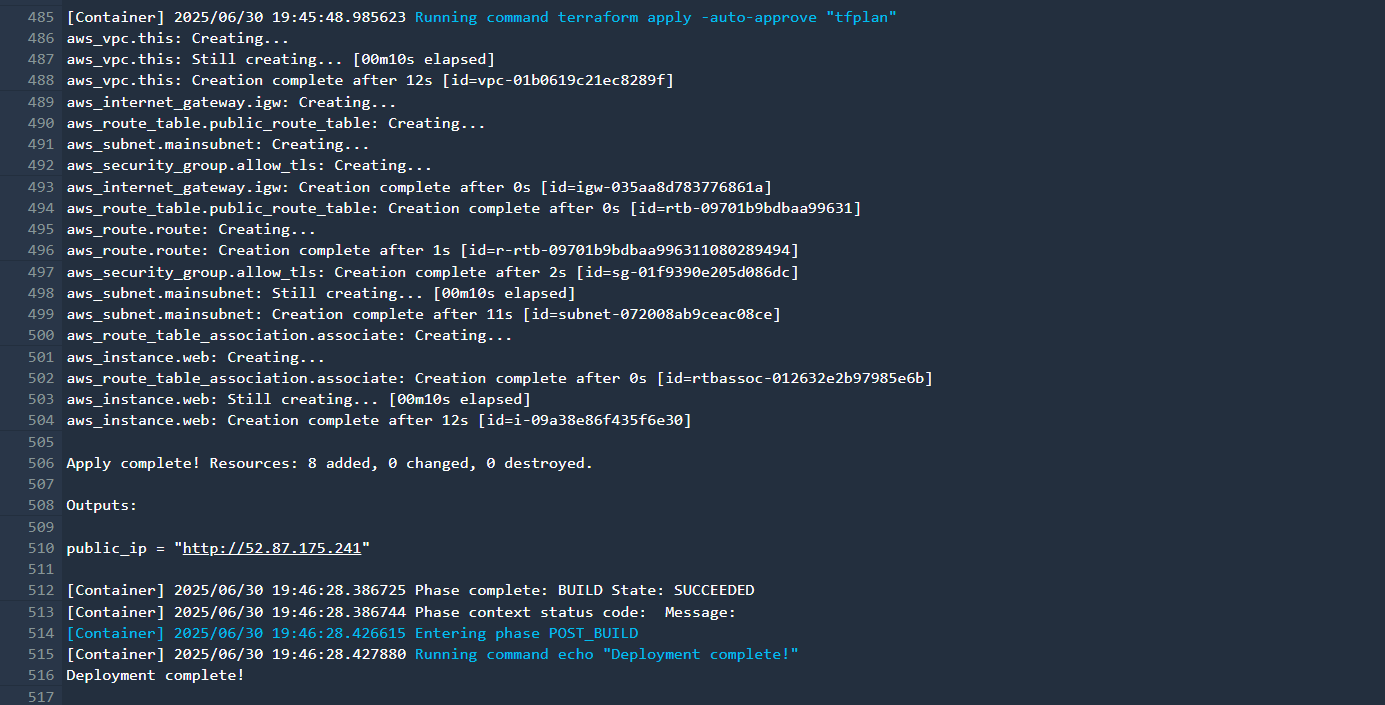 485 [Container] 2025/06/30 19:45:48.985623 Running command terraform apply -auto-approve "tfplan"
486 aws_vpc.this: Creating...
487 aws_vpc.this: Still creating... [00m10s elapsed]
488 aws_vpc.this: Creation complete after 12s [id=vpc-01b0619c21ec8289f]
489 aws_internet_gateway.igw: Creating...
490 aws_route_table.public_route_table: Creating...
491 aws_subnet.mainsubnet: Creating...
492 aws_security_group.allow_tls: Creating...
493 aws_internet_gateway.igw: Creation complete after 0s [id=igw-035aa8d783776861a]
494 aws_route_table.public_route_table: Creation complete after 0s [id=rtb-09701b9bdbaa99631]
495 aws_route.route: Creating...
496 aws_route.route: Creation complete after 1s [id=r-rtb-09701b9bdbaa996311080289494]
497 aws_security_group.allow_tls: Creation complete after 2s [id=sg-01f9390e205d086dc]
498 aws_subnet.mainsubnet: Still creating... [00m10s elapsed]
499 aws_subnet.mainsubnet: Creation complete after 11s [id=subnet-072008ab9ceac08ce]
500 aws_route_table_association.associate: Creating...
501 aws_instance.web: Creating...
502 aws_route_table_association.associate: Creation complete after 0s [id=rtbassoc-012632e2b97985e6b]
503 aws_instance.web: Still creating... [00m10s elapsed]
504 aws_instance.web: Creation complete after 12s [id=i-09a38e86f435f6e30]
505
506 Apply complete! Resources: 8 added, 0 changed, 0 destroyed.
507
508 Outputs:
509
510 public_ip = "http://52.87.175.241"
511
512 [Container] 2025/06/30 19:46:28.386725 Phase complete: BUILD State: SUCCEEDED
513 [Container] 2025/06/30 19:46:28.386744 Phase context status code:  Message:
514 [Container] 2025/06/30 19:46:28.426615 Entering phase POST_BUILD
515 [Container] 2025/06/30 19:46:28.427880 Running command echo "Deployment complete!"
516 Deployment complete!
517